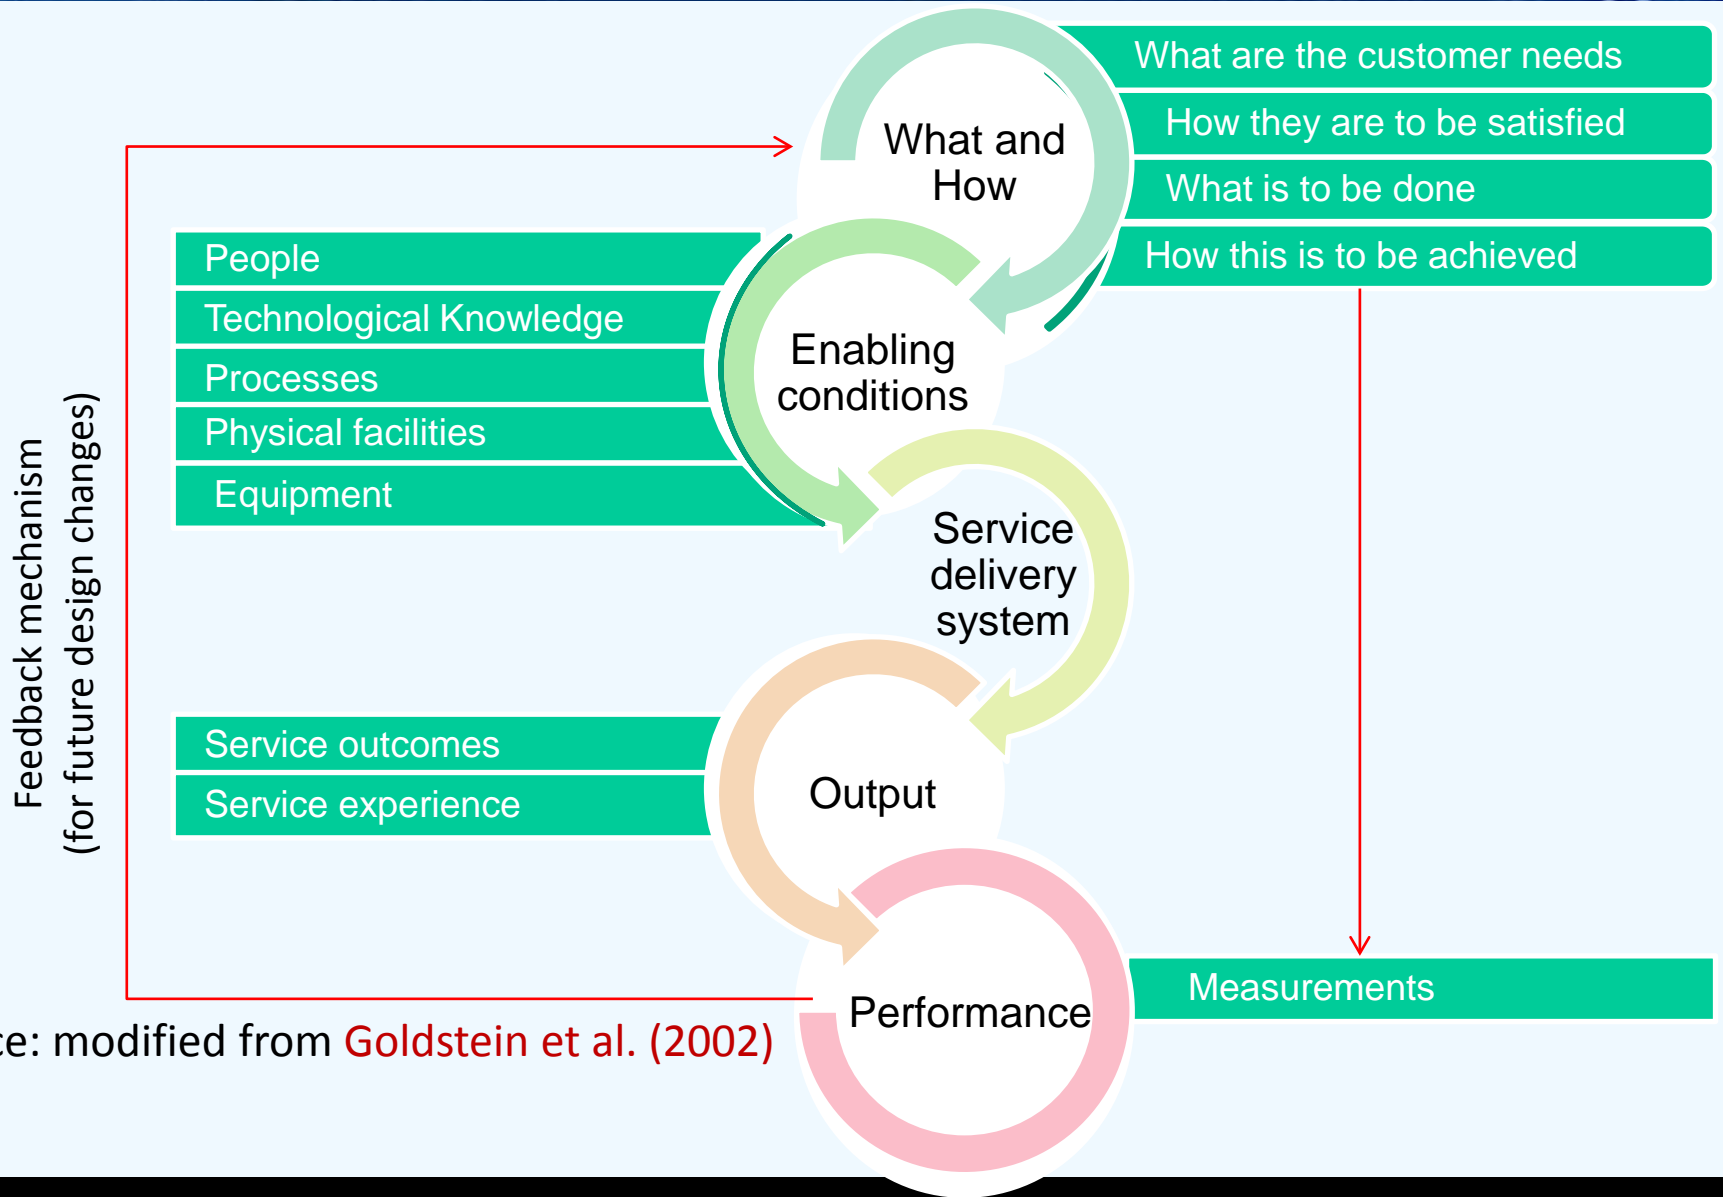 What are the customer needs
How they are to be satisfied
What is to be done
How this is to be achieved
What and
How
People
Technological Knowledge
Processes
Physical facilities
Equipment
Enabling
conditions
Service
delivery
system
Feedback mechanism
(for future design changes)
Service outcomes
Service experience
Output
Measurements
Performance
ce: modified from Goldstein et al. (2002)